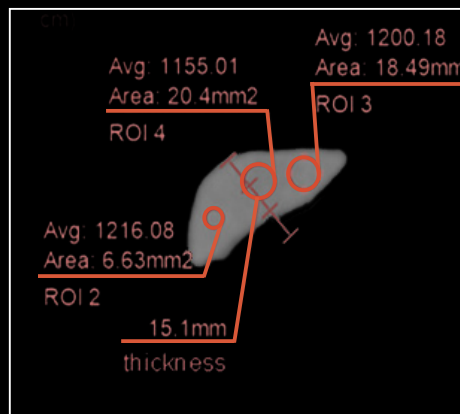 cm
Avg: 1200.18
Area: 18.49mm
ROI 3
Avg: 1155.01
Area: 20.4mm2
ROI 4
Avg: 1216.08
Area: 6.63mm2
ROI 2
15.1mm
thickness